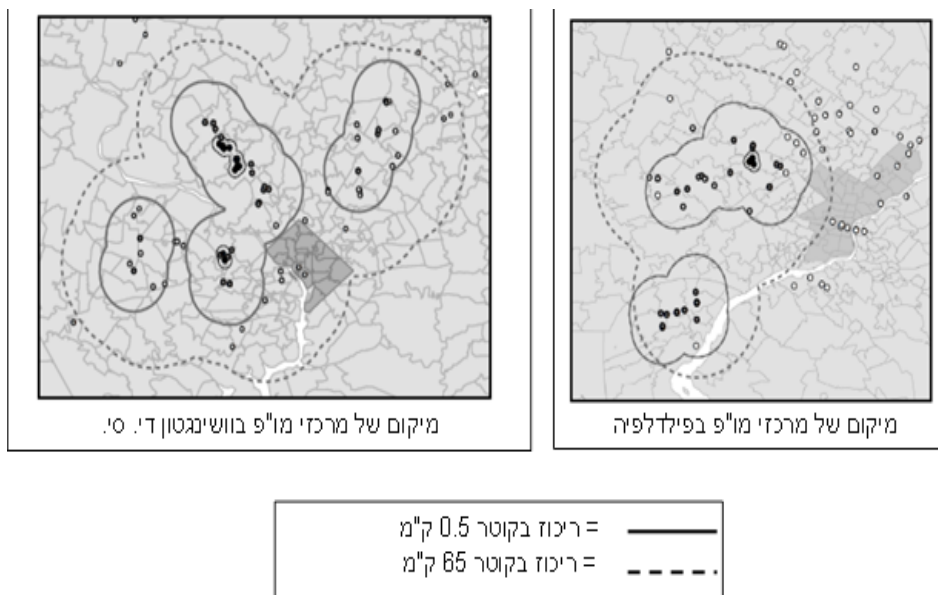 מיקום של מרכזי מו"פ בוושינגטון די. סי.
מיקום של מרכזי מו"פ בפילדלפיה
= ריכוז בקוטר 0.5 ק"מ
= ריכוז בקוטר 65 ק"מ